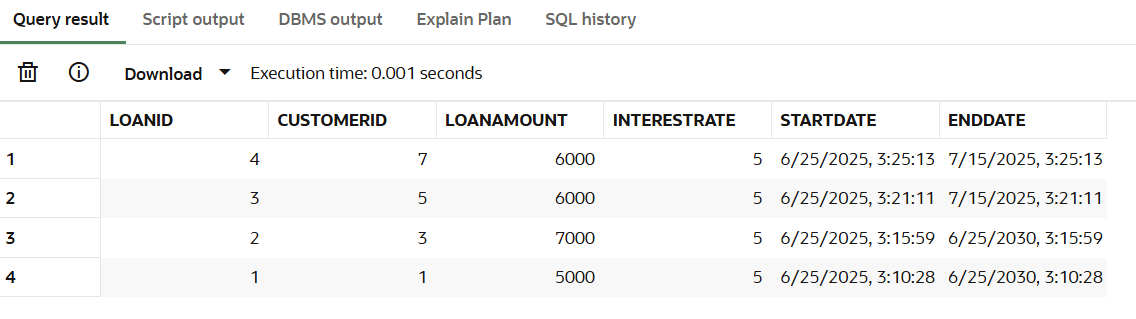 Query result Script output DBMS output Explain Plan SQL history
Download Execution time: 0.001 seconds
LOANID CUSTOMERID LOANAMOUNT INTERESTRATE STARTDATE ENDDATE
1 4 7 6000 5 6/25/2025, 3:25:13 7/15/2025, 3:25:13
2 3 5 6000 5 6/25/2025, 3:21:11 7/15/2025, 3:21:11
3 2 3 7000 5 6/25/2025, 3:15:59 6/25/2030, 3:15:59
4 1 1 5000 5 6/25/2025, 3:10:28 6/25/2030, 3:10:28